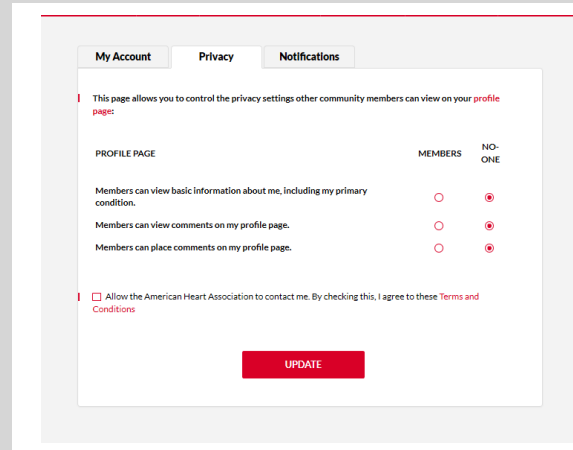 My Account Privacy Notifications
This page allows you to control the privacy settings other community members can view on your profile
page:
PROFILE PAGE MEMBERS NO-
ONE
Members can view basic information about me, including my primary
condition.
Members can view comments on my profile page.
Members can place comments on my profile page.
Allow the American Heart Association to contact me. By checking this, I agree to these Terms and
Conditions
UPDATE